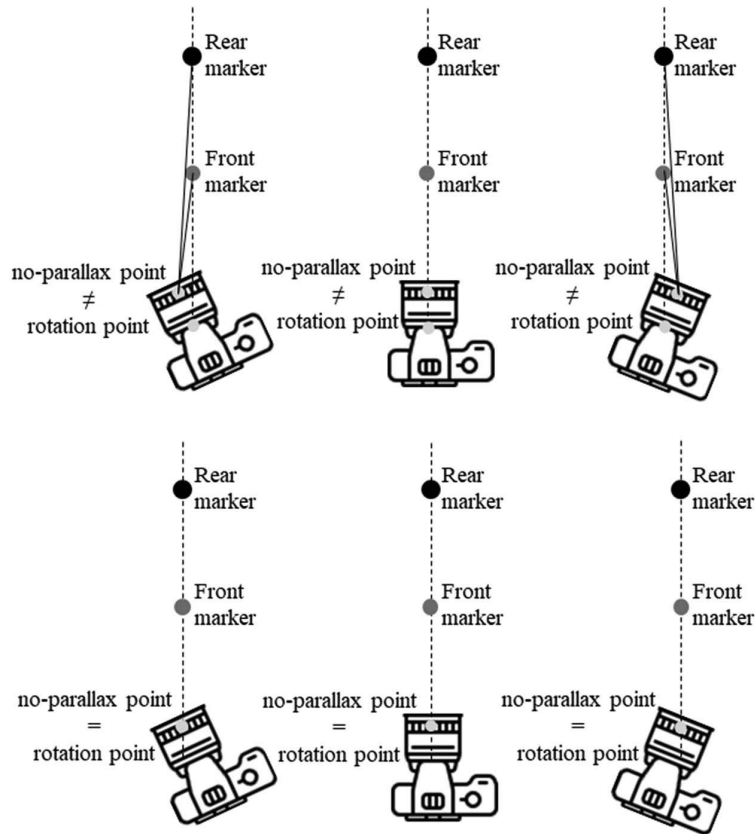 Rear
marker
Rear
marker
Rear
marker
Front
marker
Front
marker
Front
marker
no-parallax point
≠
rotation point
no-parallax point
≠
rotation point
no-parallax point
≠
rotation point
Rear
marker
Rear
marker
Rear
marker
Front
marker
Front
marker
Front
marker
no-parallax point
=
rotation point
no-parallax point
=
rotation point
no-parallax point
=
rotation point